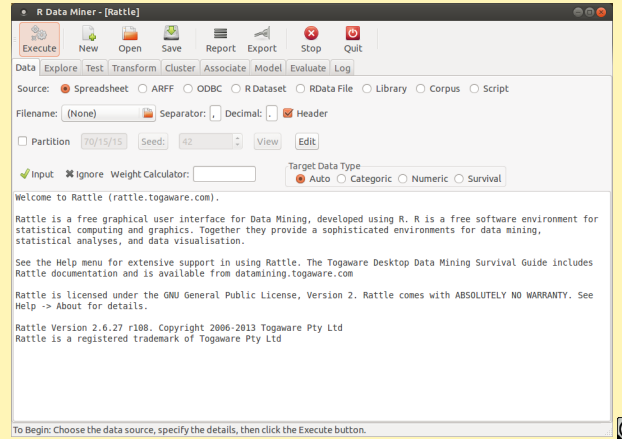 R Data Miner - [Rattle]
Execute New Open Save Report Export Stop Quit
Data Explore Test Transform Cluster Associate Model Evaluate Log
Source: Spreadsheet ARFF ODBC R Dataset RData File Library Corpus Script
Filename: (None) Separator: , Decimal: . Header
Partition 70/15/15 Seed: 42 View Edit
Input Ignore Weight Calculator:
Target Data Type
Auto Categoric Numeric Survival
Welcome to Rattle (rattle.togaware.com).
Rattle is a free graphical user interface for Data Mining, developed using R. R is a free software environment for
statistical computing and graphics. Together they provide a sophisticated environments for data mining,
statistical analyses, and data visualisation.
See the Help menu for extensive support in using Rattle. The Togaware Desktop Data Mining Survival Guide includes
Rattle documentation and is available from datamining.togaware.com
Rattle is licensed under the GNU General Public License, Version 2. Rattle comes with ABSOLUTELY NO WARRANTY. See
Help -> About for details.
Rattle Version 2.6.27 r108. Copyright 2006-2013 Togaware Pty Ltd
Rattle is a registered trademark of Togaware Pty Ltd
To Begin: Choose the data source, specify the details, then click the Execute button.